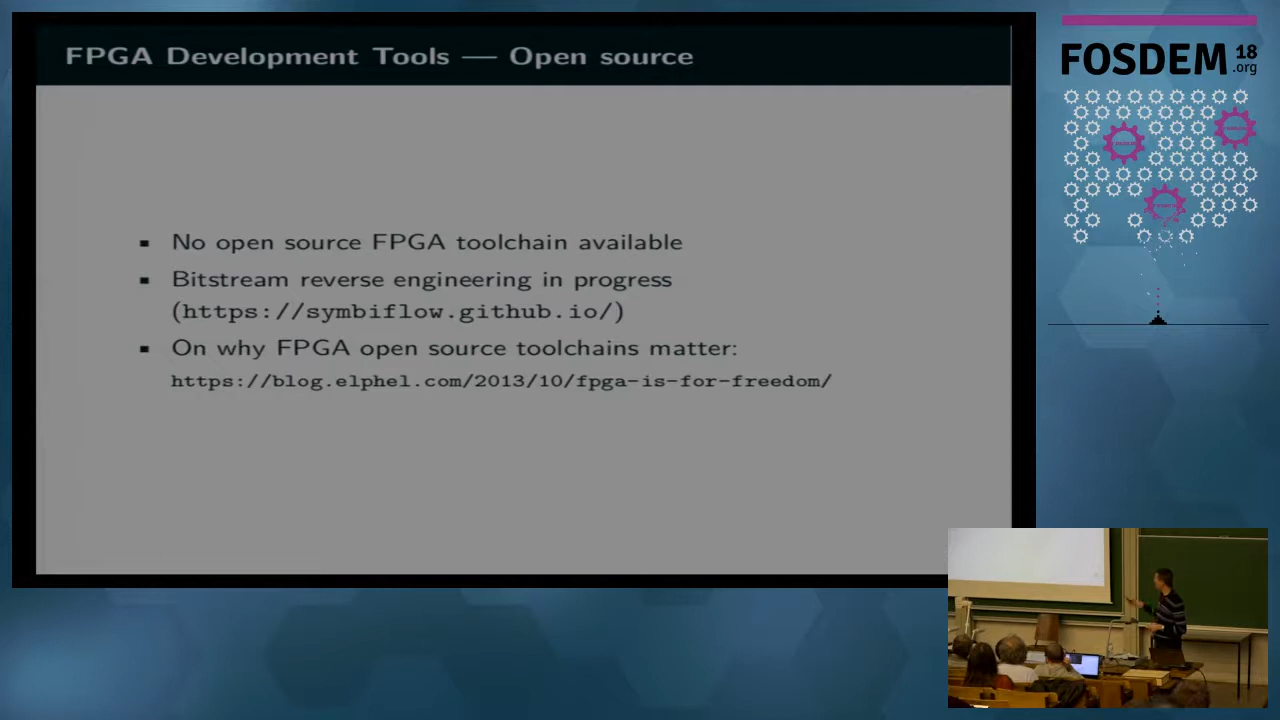 FPGA Development Tools — Open source
▪ No open source FPGA toolchain available
▪ Bitstream reverse engineering in progress
(https://symbiflow.github.io/)
▪ On why FPGA open source toolchains matter:
https://blog.elphel.com/2013/10/fpga-is-for-freedom/
FOSDEM 18
.org